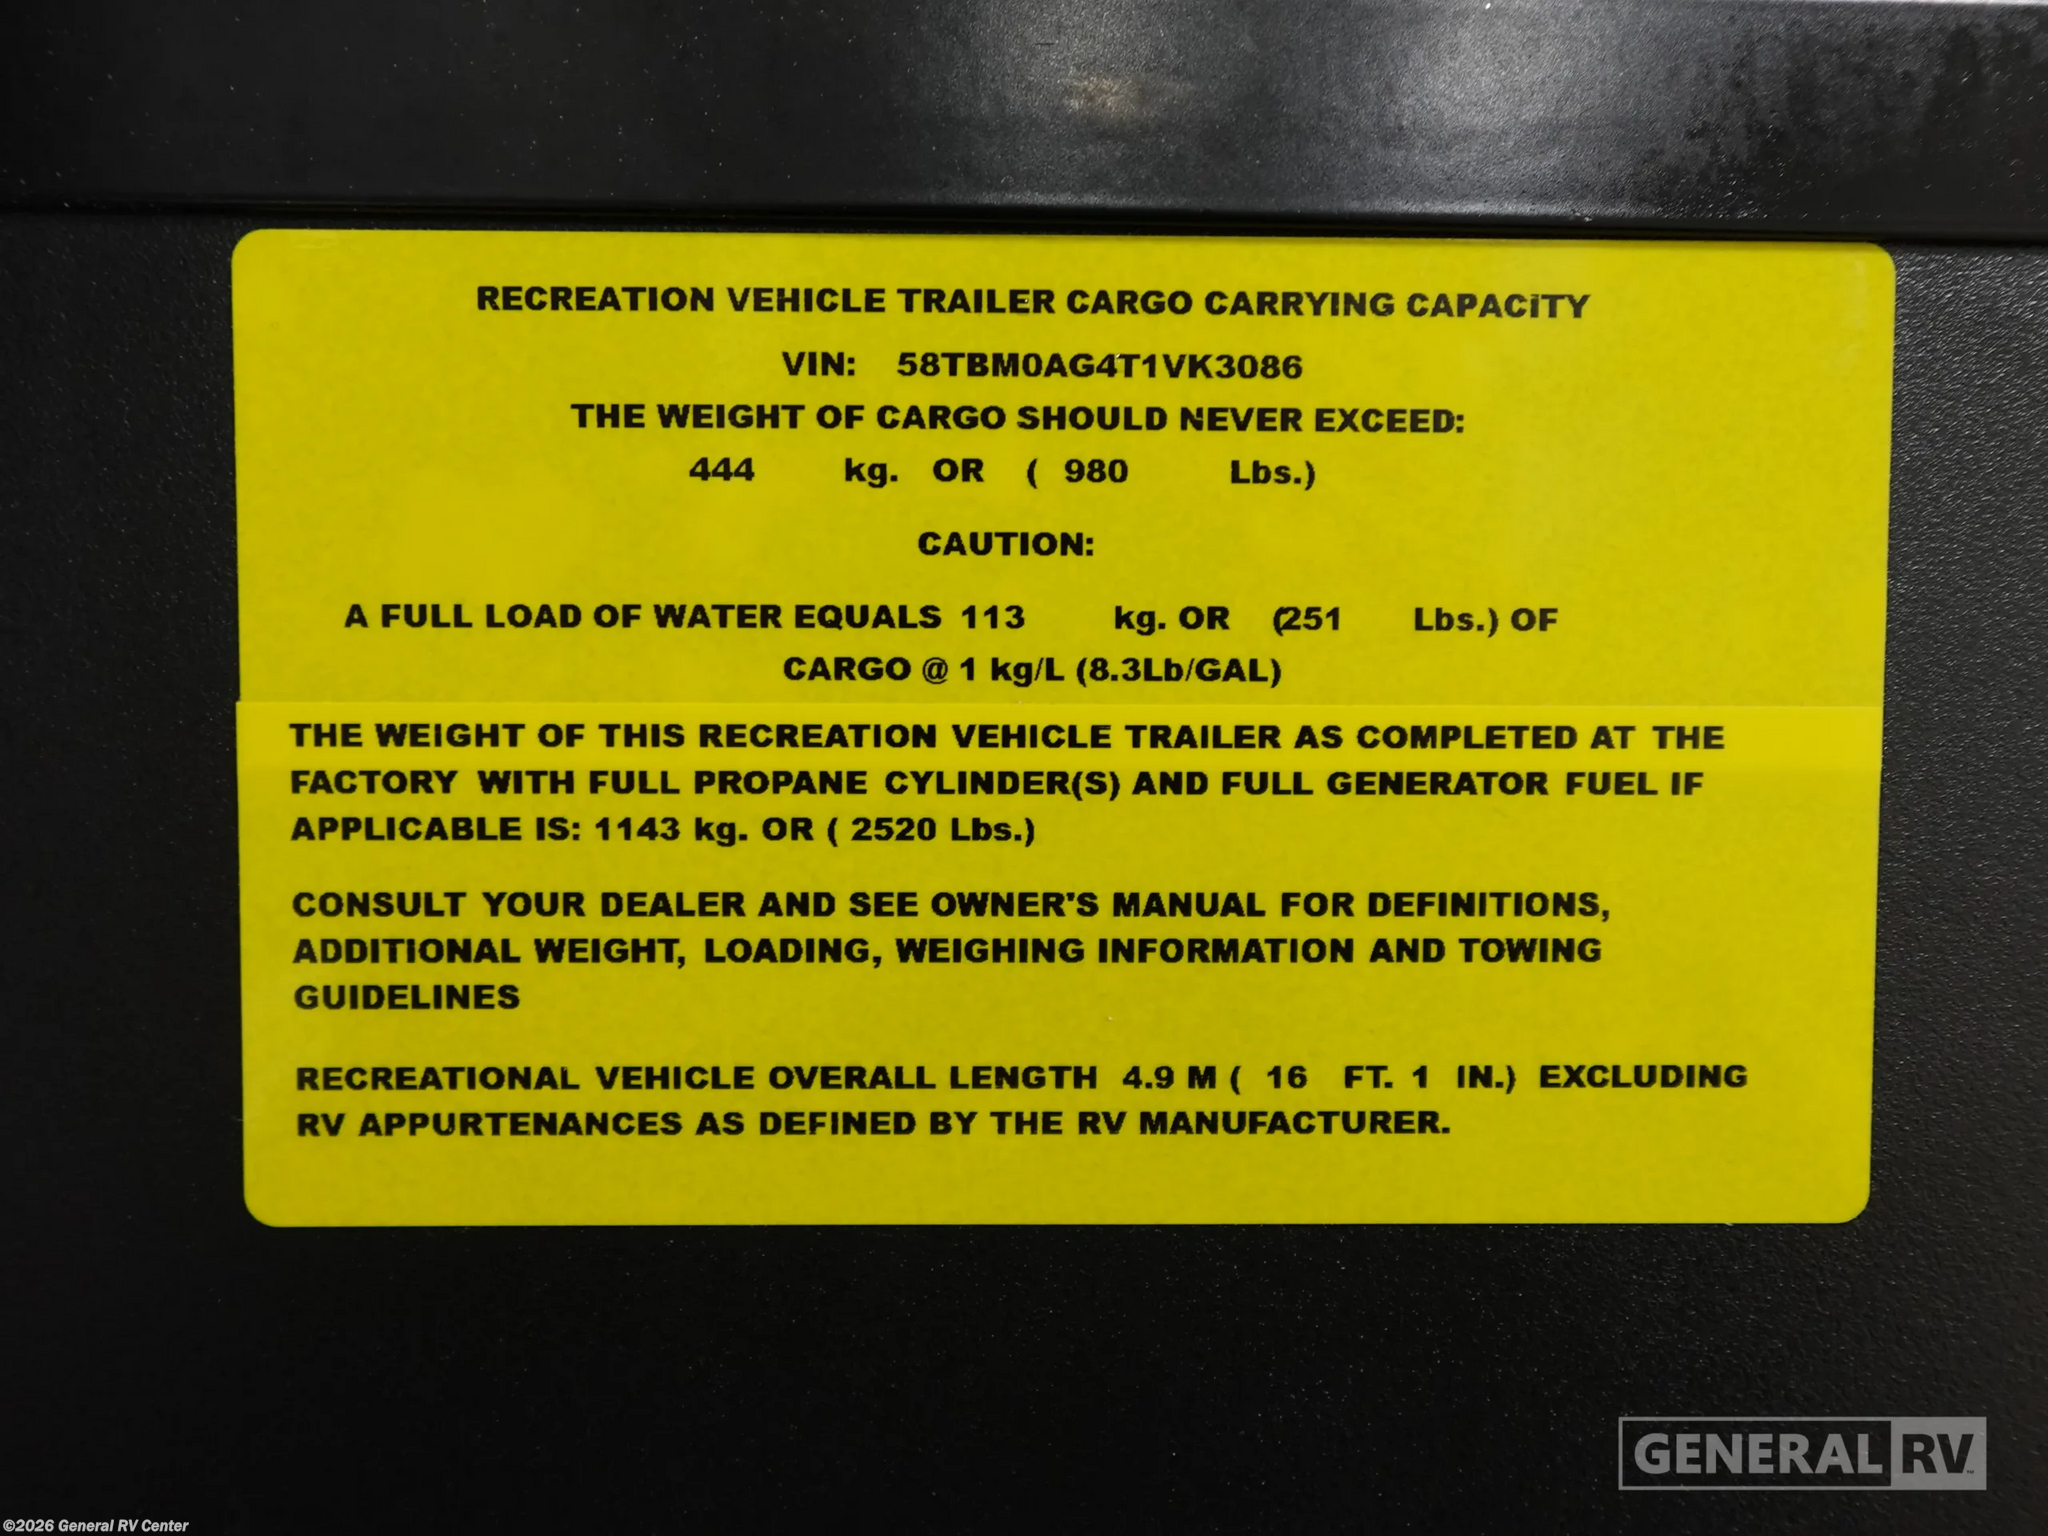 RECREATION VEHICLE TRAILER CARGO CARRYING CAPACiTY
VIN: 58TBM0AG4T1VK3086
THE WEIGHT OF CARGO SHOULD NEVER EXCEED:
444 kg. OR ( 980 Lbs.)
CAUTION:
A FULL LOAD OF WATER EQUALS 113 kg. OR (251 Lbs.) OF
CARGO @ 1 kg/L (8.3Lb/GAL)
THE WEIGHT OF THIS RECREATION VEHICLE TRAILER AS COMPLETED AT THE
FACTORY WITH FULL PROPANE CYLINDER(S) AND FULL GENERATOR FUEL IF
APPLICABLE IS: 1143 kg. OR ( 2520 Lbs.)
CONSULT YOUR DEALER AND SEE OWNER'S MANUAL FOR DEFINITIONS,
ADDITIONAL WEIGHT, LOADING, WEIGHING INFORMATION AND TOWING
GUIDELINES
RECREATIONAL VEHICLE OVERALL LENGTH 4.9 M ( 16 FT. 1 IN.) EXCLUDING
RV APPURTENANCES AS DEFINED BY THE RV MANUFACTURER.
GENERAL RV
©2026 General RV Center